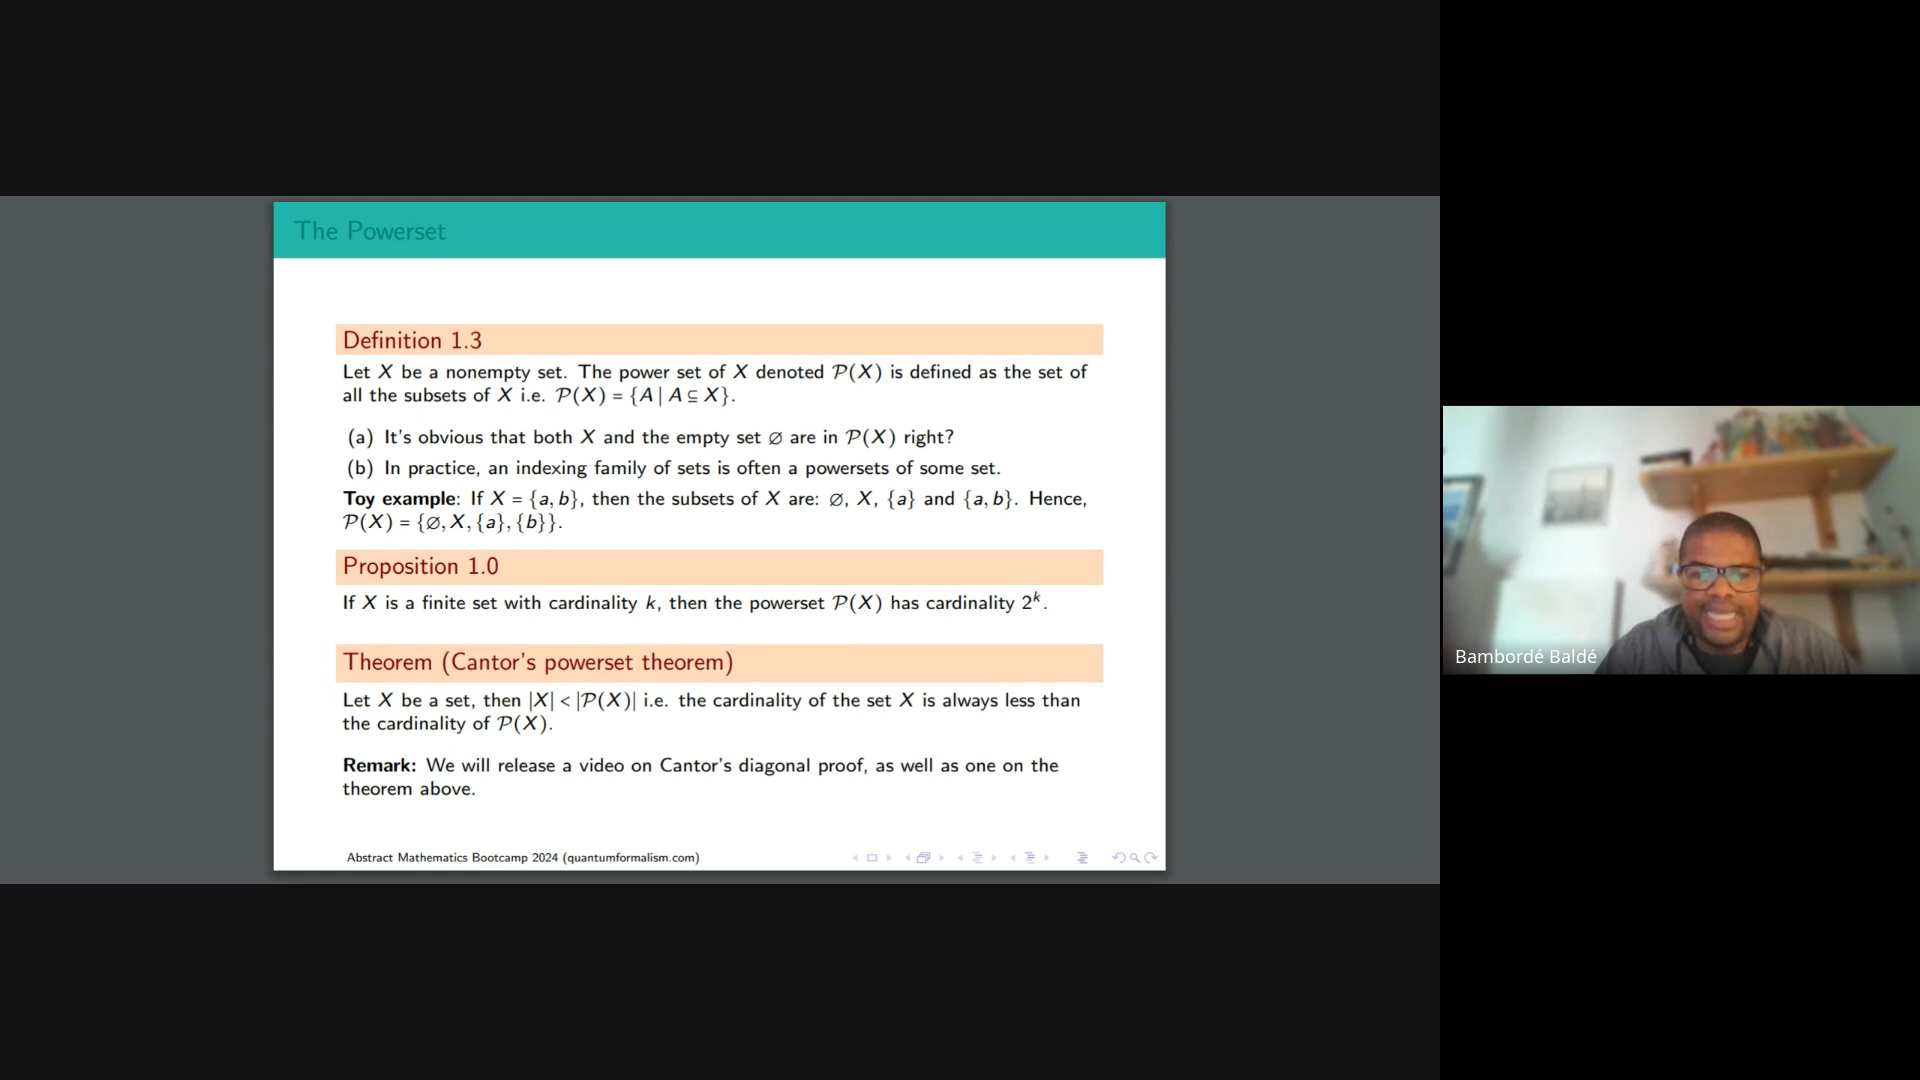 The Powerset
Definition 1.3
Let X be a nonempty set. The power set of X denoted 𝒫(X) is defined as the set of
all the subsets of X i.e. 𝒫(X) = {A | A ⊆ X}.
(a) It's obvious that both X and the empty set ∅ are in 𝒫(X) right?
(b) In practice, an indexing family of sets is often a powersets of some set.
Toy example: If X = {a, b}, then the subsets of X are: ∅, X, {a} and {a, b}. Hence,
𝒫(X) = {∅, X, {a}, {b}}.
Proposition 1.0
If X is a finite set with cardinality k, then the powerset 𝒫(X) has cardinality 2^k.
Theorem (Cantor's powerset theorem)
Let X be a set, then |X| < |𝒫(X)| i.e. the cardinality of the set X is always less than
the cardinality of 𝒫(X).
Remark: We will release a video on Cantor's diagonal proof, as well as one on the
theorem above.
Abstract Mathematics Bootcamp 2024 (quantumformalism.com)
Bambordé Baldé